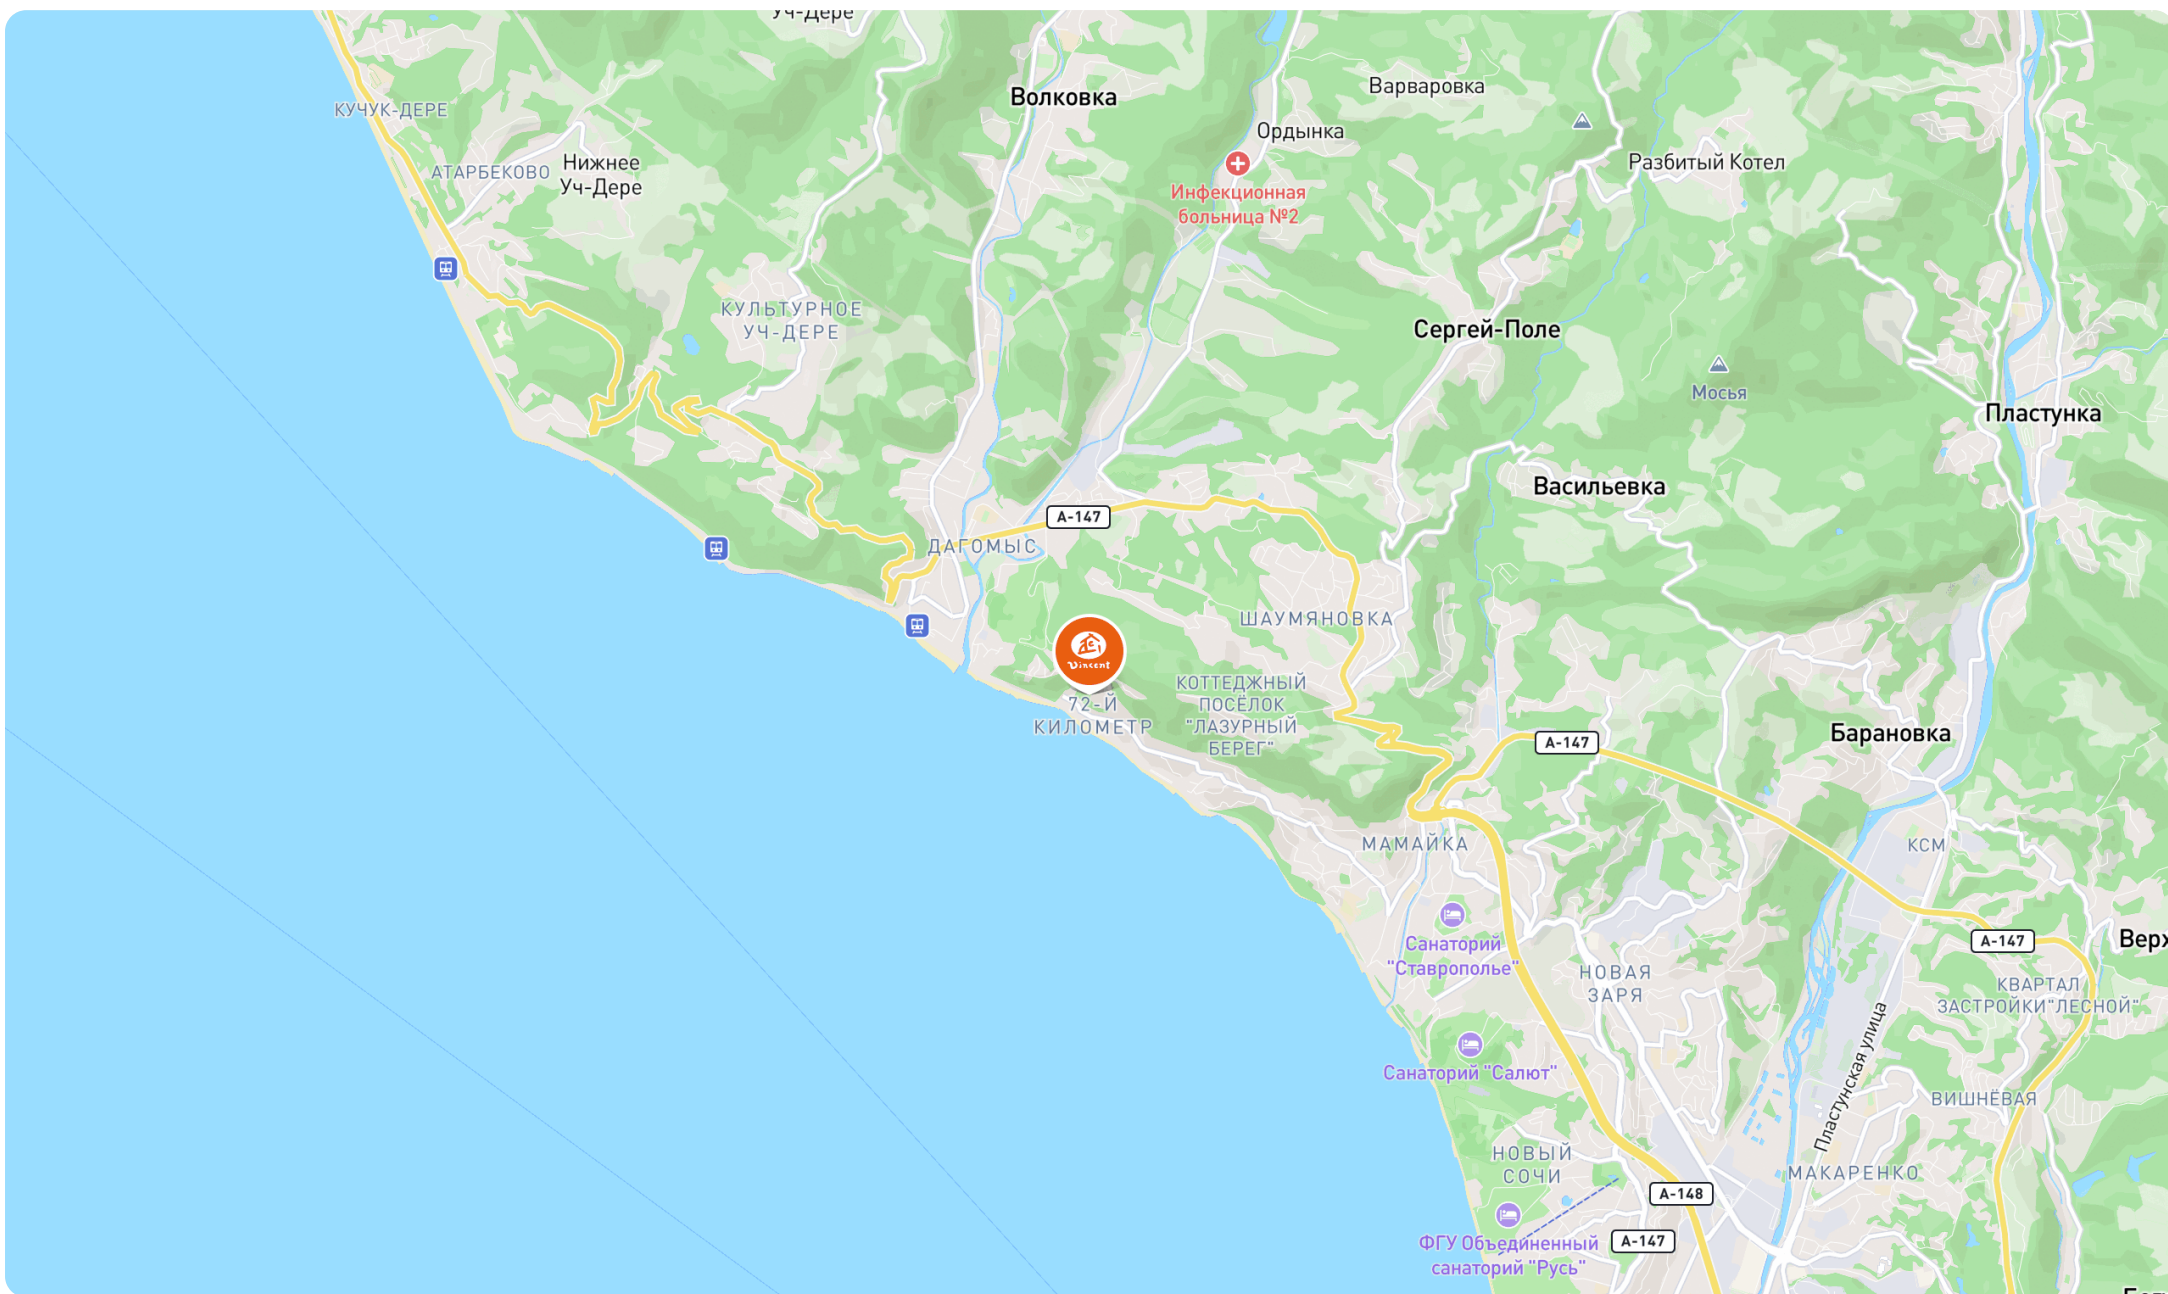 Уч-Дере
Волковка
Варваровка
КУЧУК-ДЕРЕ
Ордынка
Нижнее
Уч-Дере
АТАРБЕКОВО
Разбитый Котел
Инфекционная
больница №2
КУЛЬТУРНОЕ
УЧ-ДЕРЕ
Сергей-Поле
Мосья
Пластунка
Васильевка
А-147
ДАГОМЫС
ШАУМЯНОВКА
Vincent
72-Й
КИЛОМЕТР
КОТТЕДЖНЫЙ
ПОСЁЛОК
"ЛАЗУРНЫЙ
БЕРЕГ"
А-147
Барановка
МАМАЙКА
КСМ
Санаторий
"Ставрополье"
А-147
Верх
НОВАЯ
ЗАРЯ
КВАРТАЛ
ЗАСТРОЙКИ"ЛЕСНОЙ"
Санаторий "Салют"
Пластунская улица
ВИШНЁВАЯ
НОВЫЙ
СОЧИ
МАКАРЕНКО
А-148
ФГУ Объединенный
санаторий "Русь"
А-147